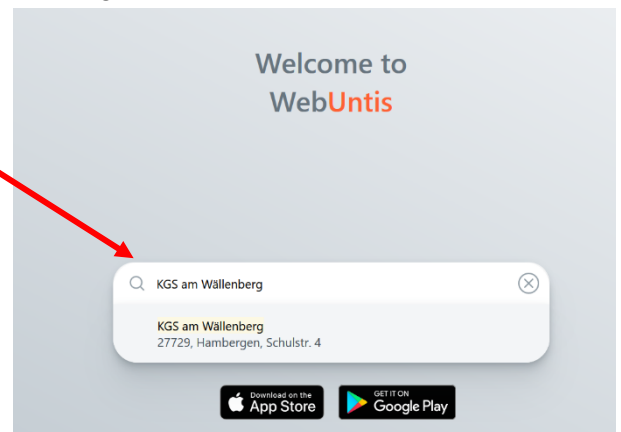 Welcome to
WebUntis
KGS am Wällenberg
KGS am Wällenberg
27729, Hambergen, Schulstr. 4
Download on the
App Store
GET IT ON
Google Play